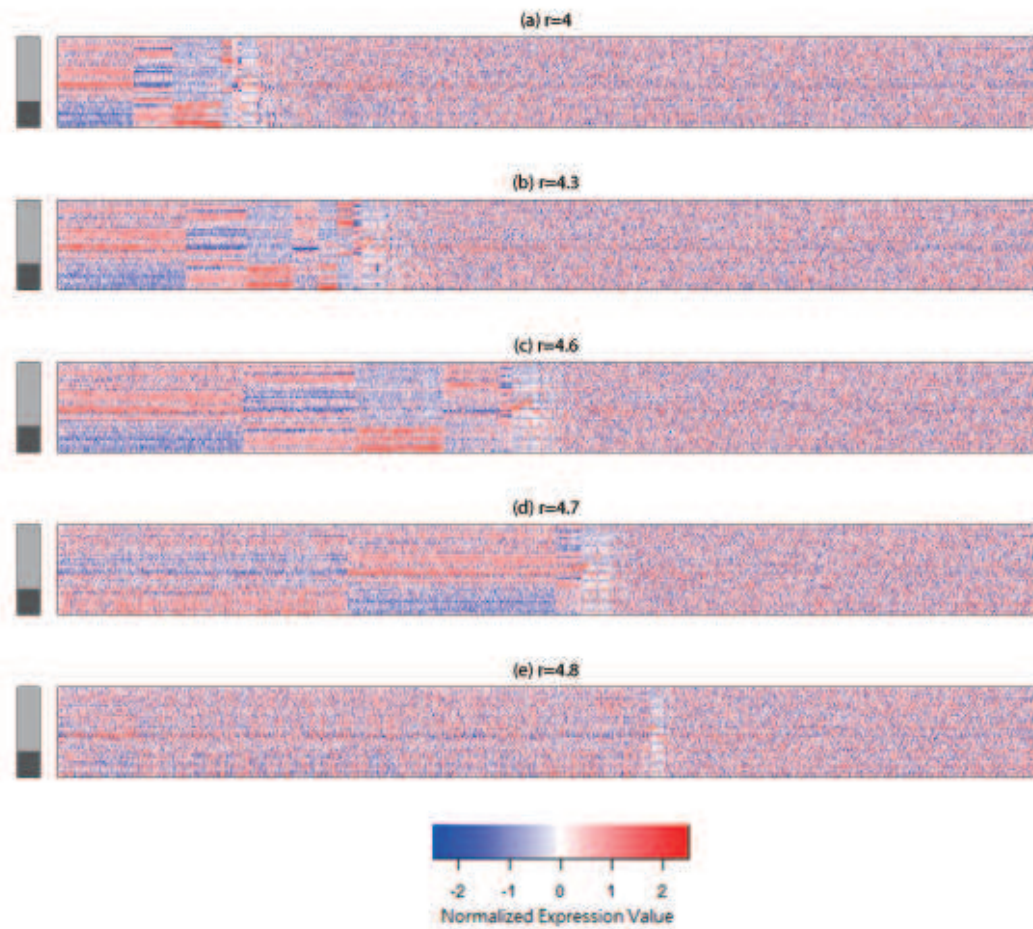 (a) r=4
(b) r=4.3
(c) r=4.6
(d) r=4.7
(e) r=4.8
-2 -1 0 1 2
Normalized Expression Value